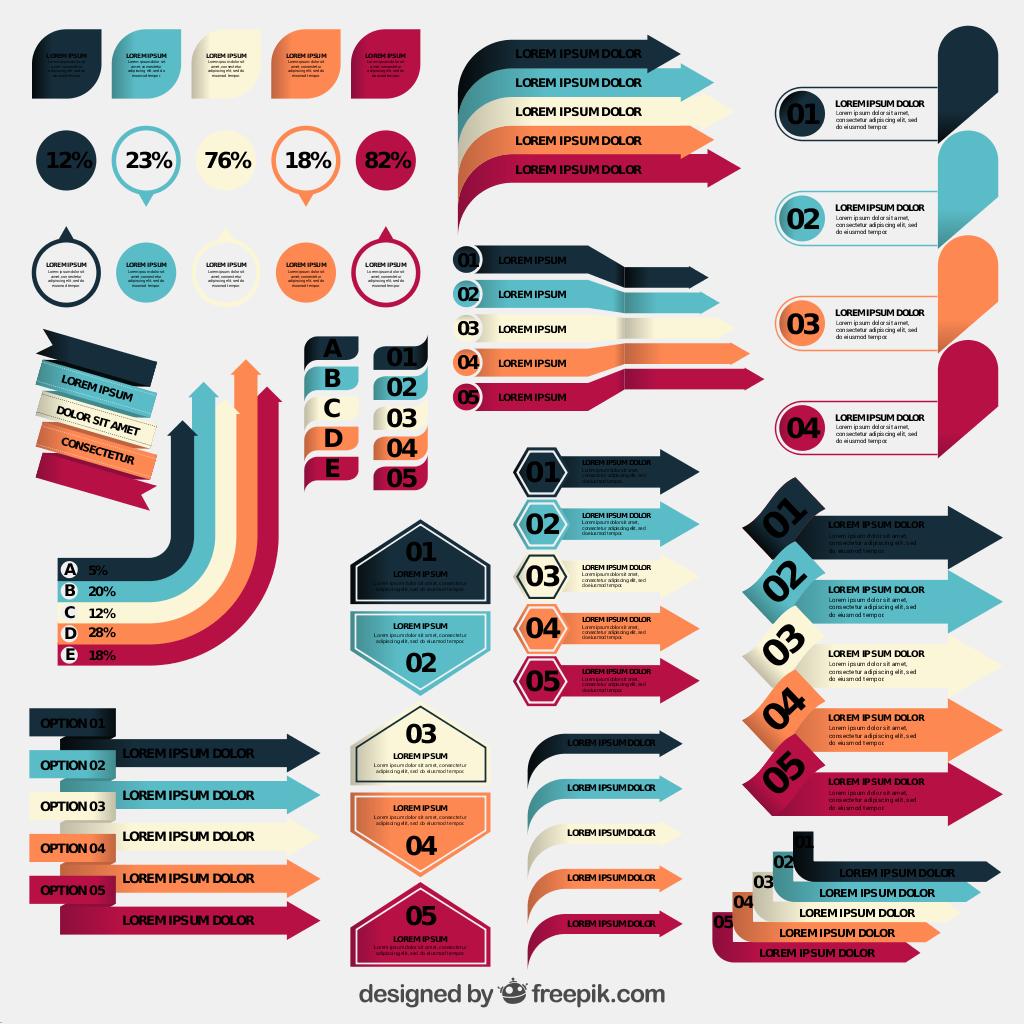 LOREM IPSUM
Lorem ipsum dolor sit
amet, consectetur
adipiscing elit, sed do
eiusmod tempor.
LOREM IPSUM
Lorem ipsum dolor sit
amet, consectetur
adipiscing elit, sed do
eiusmod tempor.
LOREM IPSUM
Lorem ipsum dolor sit
amet, consectetur
adipiscing elit, sed do
eiusmod tempor.
LOREM IPSUM
Lorem ipsum dolor sit
amet, consectetur
adipiscing elit, sed do
eiusmod tempor.
LOREM IPSUM
Lorem ipsum dolor sit
amet, consectetur
adipiscing elit, sed do
eiusmod tempor.
12% 23% 76% 18% 82%
LOREM IPSUM
Lorem ipsum dolor sit
amet, consectetur
adipiscing elit, sed do
eiusmod tempor.
LOREM IPSUM
Lorem ipsum dolor sit
amet, consectetur
adipiscing elit, sed do
eiusmod tempor.
LOREM IPSUM
Lorem ipsum dolor sit
amet, consectetur
adipiscing elit, sed do
eiusmod tempor.
LOREM IPSUM
Lorem ipsum dolor sit
amet, consectetur
adipiscing elit, sed do
eiusmod tempor.
LOREM IPSUM
Lorem ipsum dolor sit
amet, consectetur
adipiscing elit, sed do
eiusmod tempor.
LOREM IPSUM DOLOR
LOREM IPSUM DOLOR
LOREM IPSUM DOLOR
LOREM IPSUM DOLOR
LOREM IPSUM DOLOR
01 LOREM IPSUM
02 LOREM IPSUM
03 LOREM IPSUM
04 LOREM IPSUM
05 LOREM IPSUM
01
LOREM IPSUM DOLOR
Lorem ipsum dolor sit amet,
consectetur adipiscing elit, sed
do eiusmod tempor.
02
LOREM IPSUM DOLOR
Lorem ipsum dolor sit amet,
consectetur adipiscing elit, sed
do eiusmod tempor.
03
LOREM IPSUM DOLOR
Lorem ipsum dolor sit amet,
consectetur adipiscing elit, sed
do eiusmod tempor.
04
LOREM IPSUM DOLOR
Lorem ipsum dolor sit amet,
consectetur adipiscing elit, sed
do eiusmod tempor.
LOREM IPSUM
DOLOR SIT AMET
CONSECTETUR
A 5%
B 20%
C 12%
D 28%
E 18%
A 01
B 02
C 03
D 04
E 05
01
LOREM IPSUM
Lorem ipsum dolor sit amet, consectetur
adipiscing elit, sed do eiusmod tempor.
LOREM IPSUM
Lorem ipsum dolor sit amet, consectetur
adipiscing elit, sed do eiusmod tempor.
02
03
LOREM IPSUM
Lorem ipsum dolor sit amet, consectetur
adipiscing elit, sed do eiusmod tempor.
LOREM IPSUM
Lorem ipsum dolor sit amet, consectetur
adipiscing elit, sed do eiusmod tempor.
04
05
LOREM IPSUM
Lorem ipsum dolor sit amet, consectetur
adipiscing elit, sed do eiusmod tempor.
01
LOREM IPSUM DOLOR
Lorem ipsum dolor sit amet,
consectetur adipiscing elit, sed
do eiusmod tempor.
02
LOREM IPSUM DOLOR
Lorem ipsum dolor sit amet,
consectetur adipiscing elit, sed
do eiusmod tempor.
03
LOREM IPSUM DOLOR
Lorem ipsum dolor sit amet,
consectetur adipiscing elit, sed
do eiusmod tempor.
04
LOREM IPSUM DOLOR
Lorem ipsum dolor sit amet,
consectetur adipiscing elit, sed
do eiusmod tempor.
05
LOREM IPSUM DOLOR
Lorem ipsum dolor sit amet,
consectetur adipiscing elit, sed
do eiusmod tempor.
01
LOREM IPSUM DOLOR
Lorem ipsum dolor sit amet,
consectetur adipiscing elit, sed
do eiusmod tempor.
02
LOREM IPSUM DOLOR
Lorem ipsum dolor sit amet,
consectetur adipiscing elit, sed
do eiusmod tempor.
03
LOREM IPSUM DOLOR
Lorem ipsum dolor sit amet,
consectetur adipiscing elit, sed
do eiusmod tempor.
04
LOREM IPSUM DOLOR
Lorem ipsum dolor sit amet,
consectetur adipiscing elit, sed
do eiusmod tempor.
05
LOREM IPSUM DOLOR
Lorem ipsum dolor sit amet,
consectetur adipiscing elit, sed
do eiusmod tempor.
OPTION 01
LOREM IPSUM DOLOR
OPTION 02
LOREM IPSUM DOLOR
OPTION 03
LOREM IPSUM DOLOR
OPTION 04
LOREM IPSUM DOLOR
OPTION 05
LOREM IPSUM DOLOR
LOREM IPSUM DOLOR
LOREM IPSUM DOLOR
LOREM IPSUM DOLOR
LOREM IPSUM DOLOR
LOREM IPSUM DOLOR
01
LOREM IPSUM DOLOR
02
LOREM IPSUM DOLOR
03
LOREM IPSUM DOLOR
04
LOREM IPSUM DOLOR
05
LOREM IPSUM DOLOR
designed by freepik.com